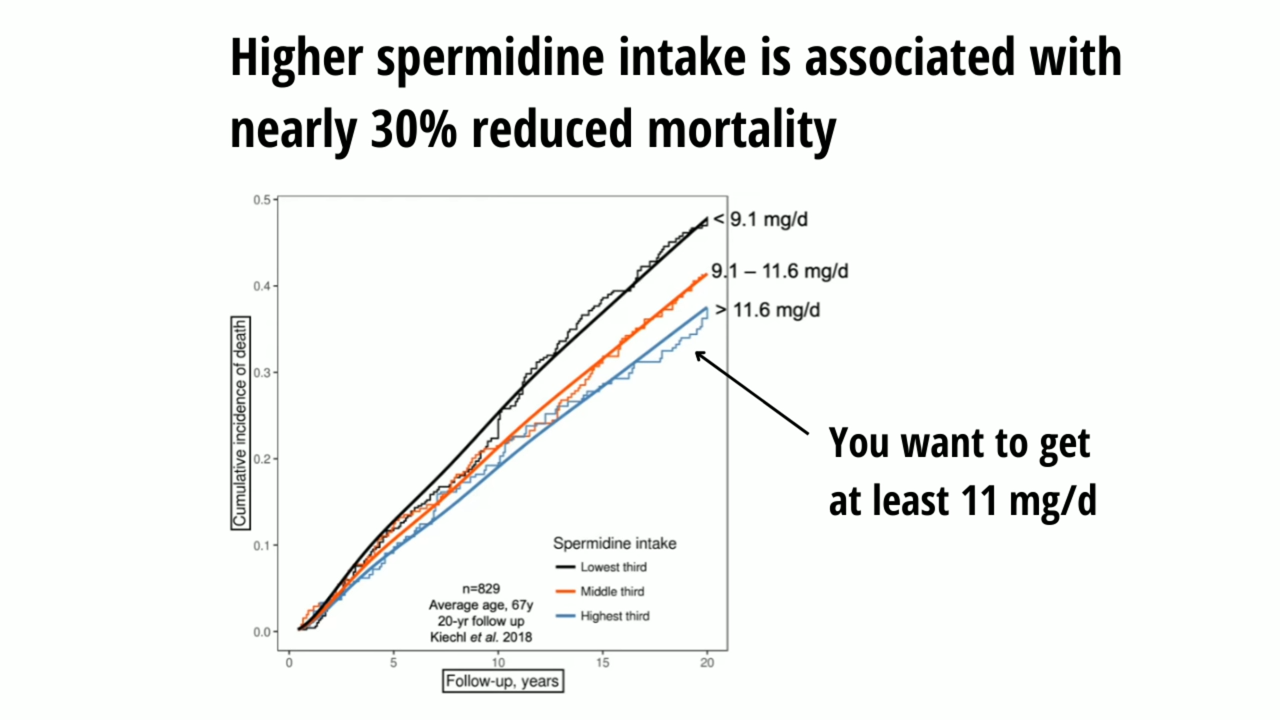 Higher spermidine intake is associated with
nearly 30% reduced mortality
0.5
0.4
0.3
0.2
0.1
0.0
Cumulative incidence of death
< 9.1 mg/d
9.1 – 11.6 mg/d
> 11.6 mg/d
You want to get
at least 11 mg/d
Spermidine intake
Lowest third
Middle third
Highest third
n=829
Average age, 67y
20-yr follow up
Kiechl et al. 2018
0 5 10 15 20
Follow-up, years